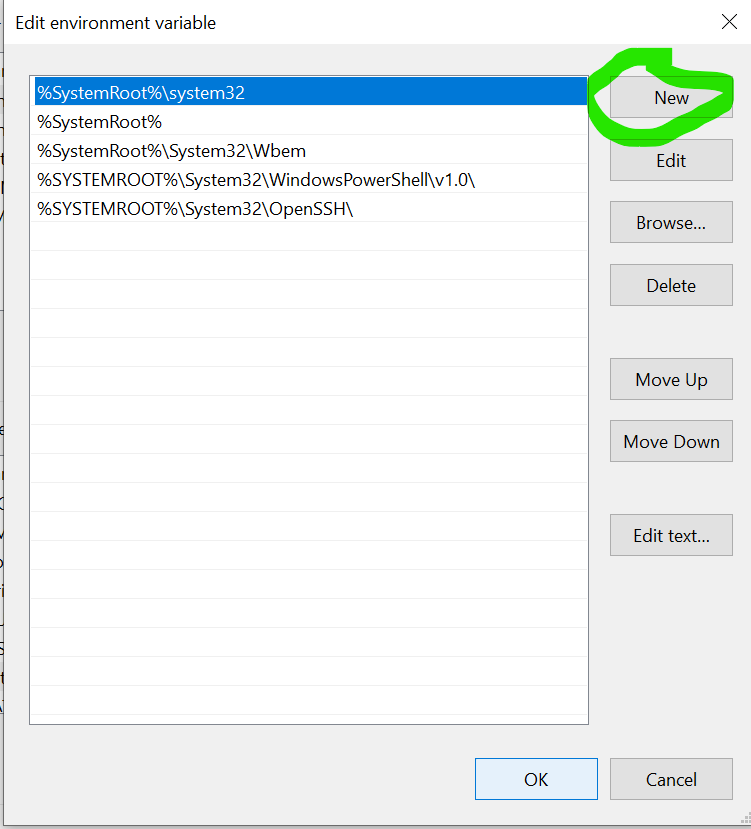 Edit environment variable
%SystemRoot%\system32
%SystemRoot%
%SystemRoot%\System32\Wbem
%SYSTEMROOT%\System32\WindowsPowerShell\v1.0\
%SYSTEMROOT%\System32\OpenSSH\
New
Edit
Browse...
Delete
Move Up
Move Down
Edit text...
OK
Cancel